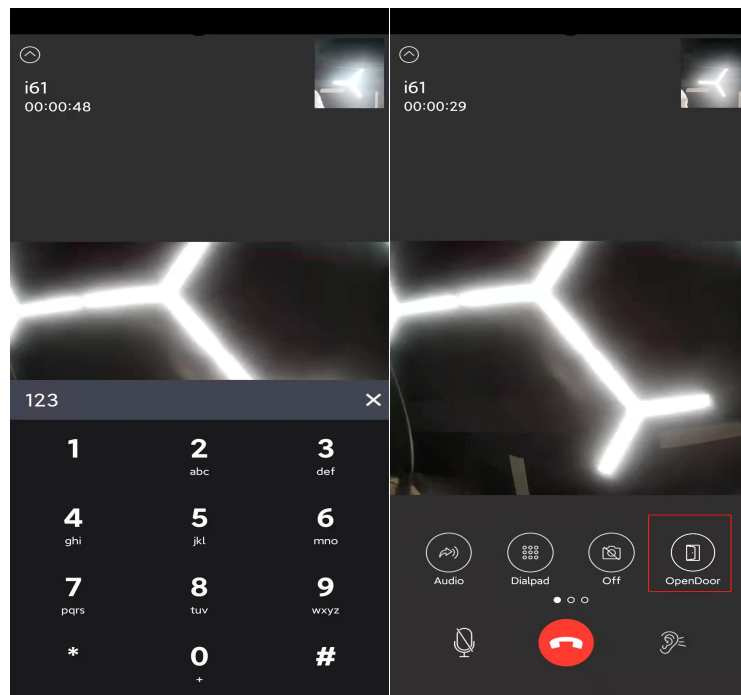 i61
00:00:48
123
1
2
abc
3
def
4
ghi
5
jkl
6
mno
7
pqrs
8
tuv
9
wxyz
*
0
+
#
i61
00:00:29
Audio
Dialpad
Off
OpenDoor